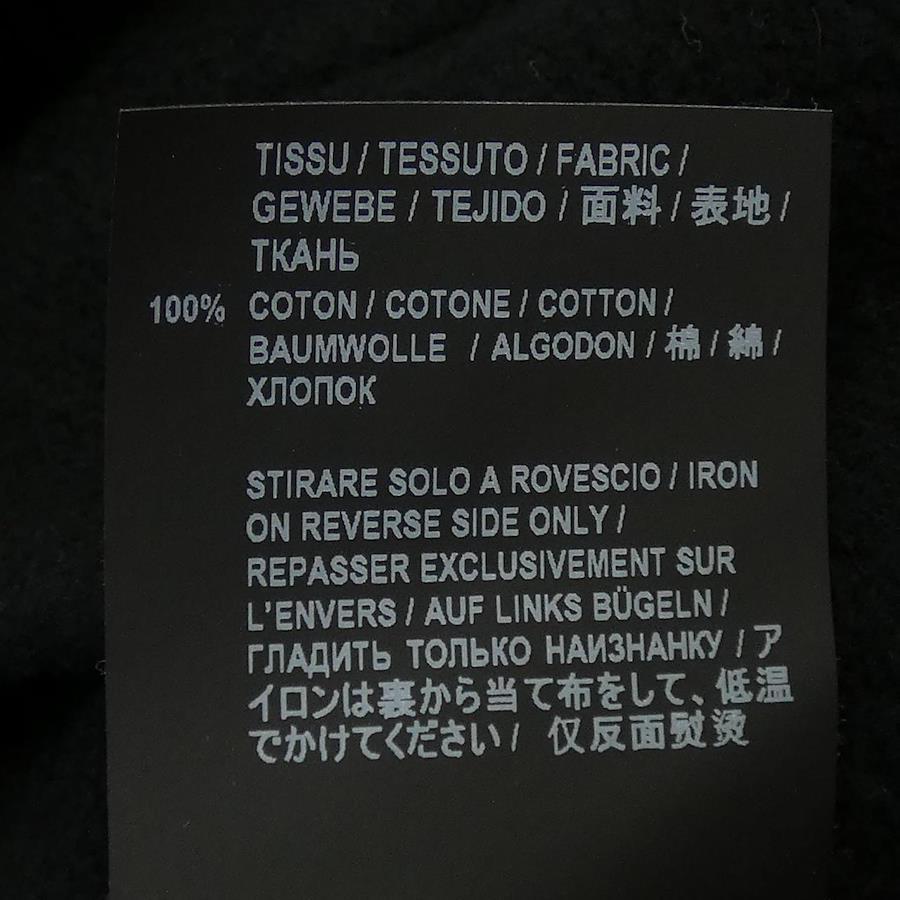 TISSU / TESSUTO / FABRIC /
GEWEBE / TEJIDO / 面料 / 表地 /
ТКАНЬ
100% COTON / COTONE / COTTON /
BAUMWOLLE / ALGODON / 棉 / 綿 /
ХЛОПОК
STIRARE SOLO A ROVESCIO / IRON
ON REVERSE SIDE ONLY /
REPASSER EXCLUSIVEMENT SUR
L'ENVERS / AUF LINKS BÜGELN /
ГЛАДИТЬ ТОЛЬКО НАИЗНАНКУ / ア
イロンは裏から当て布をして、低温
でかけてください / 仅反面熨烫